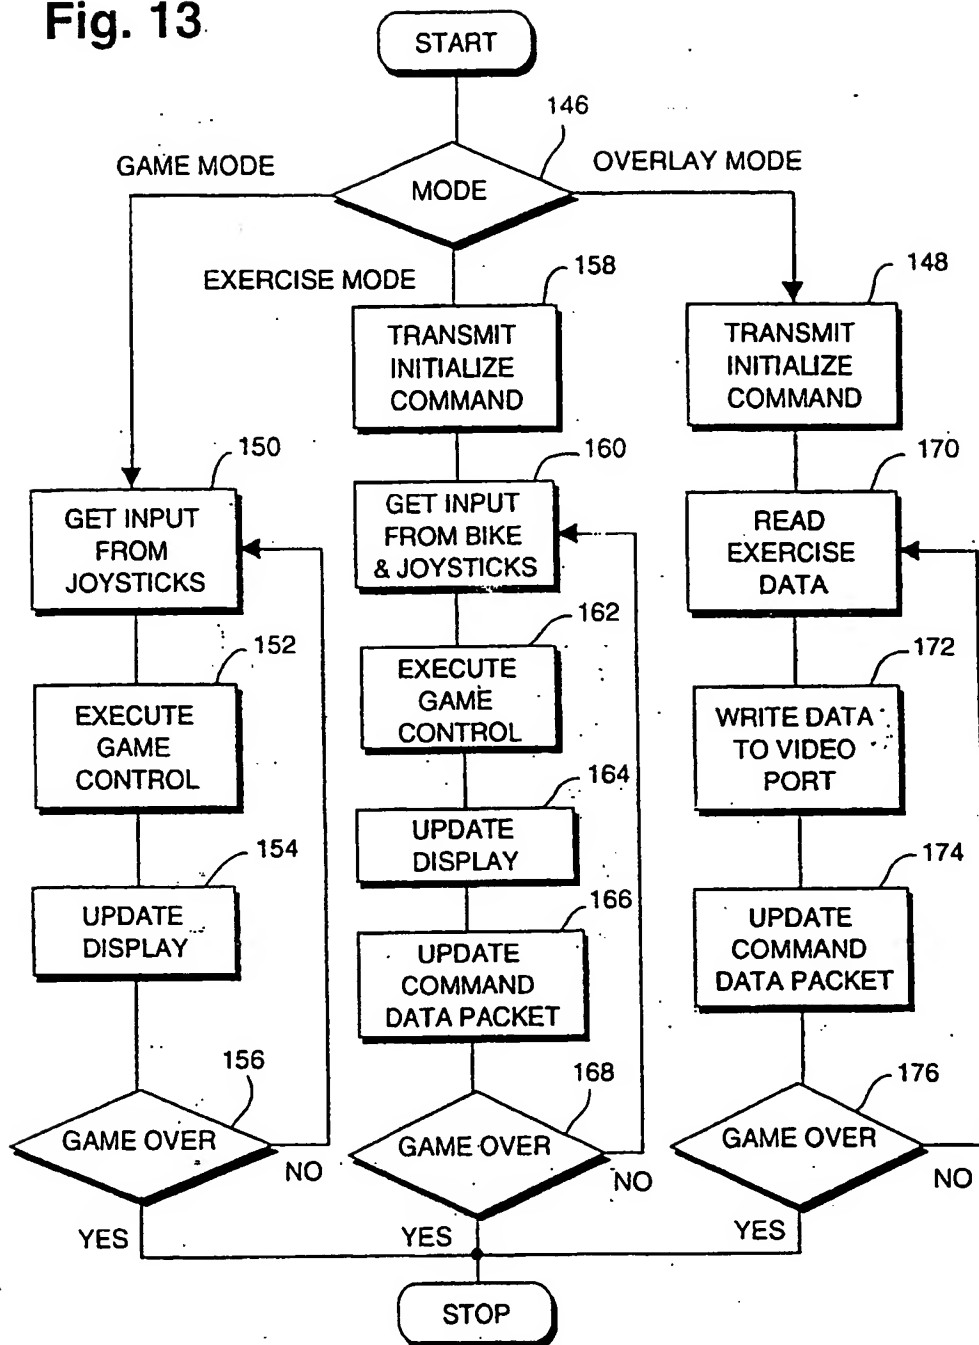 Fig. 13
START
146
GAME MODE
OVERLAY MODE
MODE
EXERCISE MODE
158
148
TRANSMIT
INITIALIZE
COMMAND
TRANSMIT
INITIALIZE
COMMAND
150
160
170
GET INPUT
FROM
JOYSTICKS
GET INPUT
FROM BIKE
& JOYSTICKS
READ
EXERCISE
DATA
152
162
172
EXECUTE
GAME
CONTROL
EXECUTE
GAME
CONTROL
WRITE DATA
TO VIDEO
PORT
154
164
174
UPDATE
DISPLAY
UPDATE
DISPLAY
166
UPDATE
COMMAND
DATA PACKET
UPDATE
COMMAND
DATA PACKET
156
168
176
GAME OVER
NO
GAME OVER
NO
GAME OVER
NO
YES
YES
YES
STOP